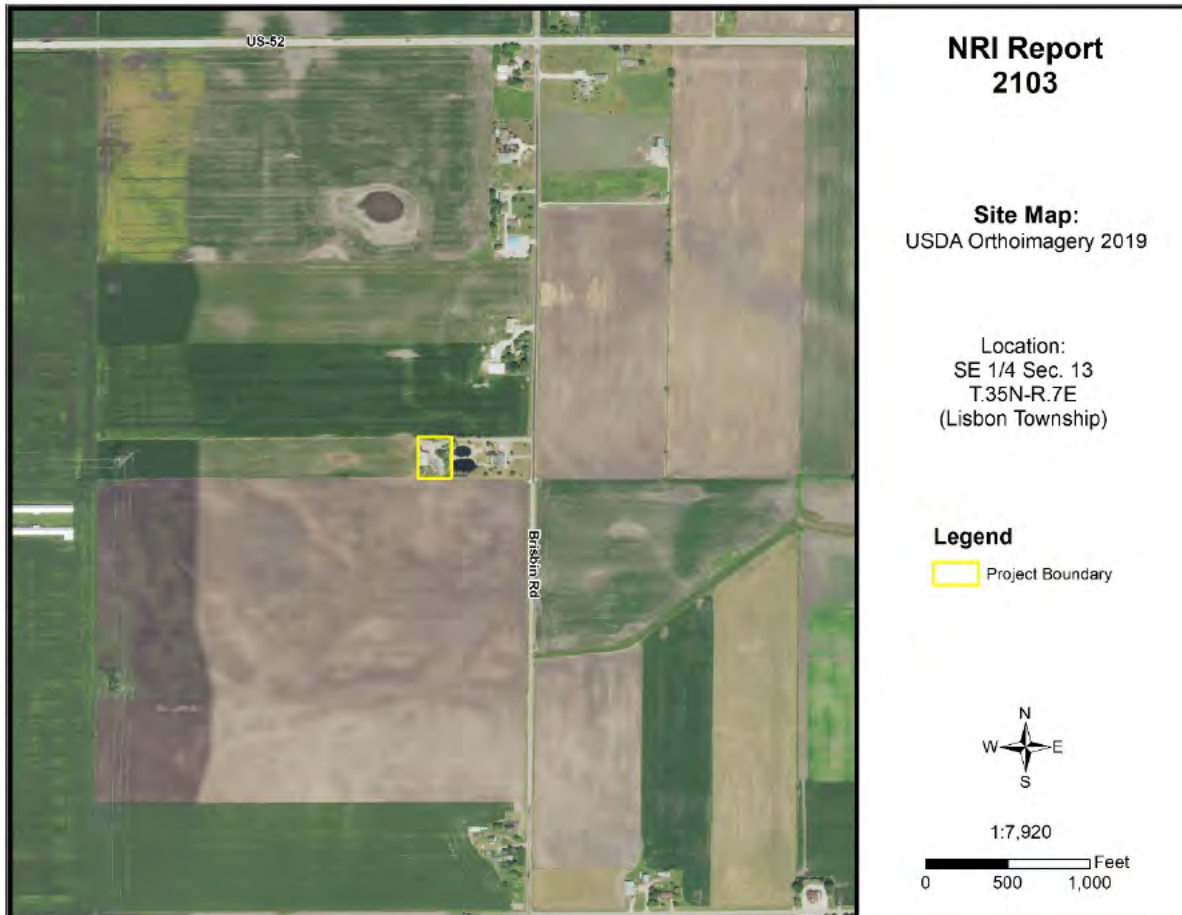 US-52
Brisbin Rd
NRI Report
2103
Site Map:
USDA Orthoimagery 2019
Location:
SE 1/4 Sec. 13
T.35N-R.7E
(Lisbon Township)
Legend
Project Boundary
N
W E
S
1:7,920
Feet
0 500 1,000